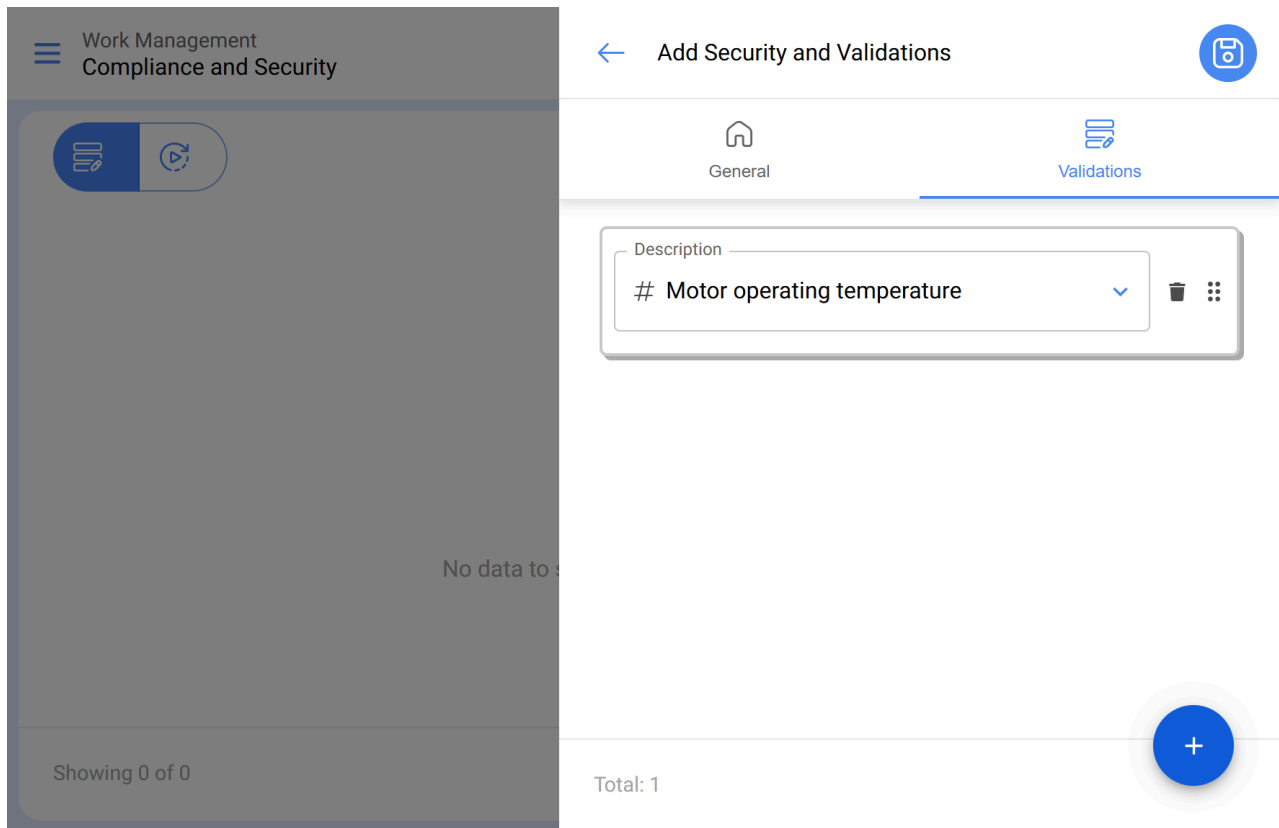 Work Management
Compliance and Security
No data to
Showing 0 of 0
Add Security and Validations
General
Validations
Description
# Motor operating temperature
Total: 1
+